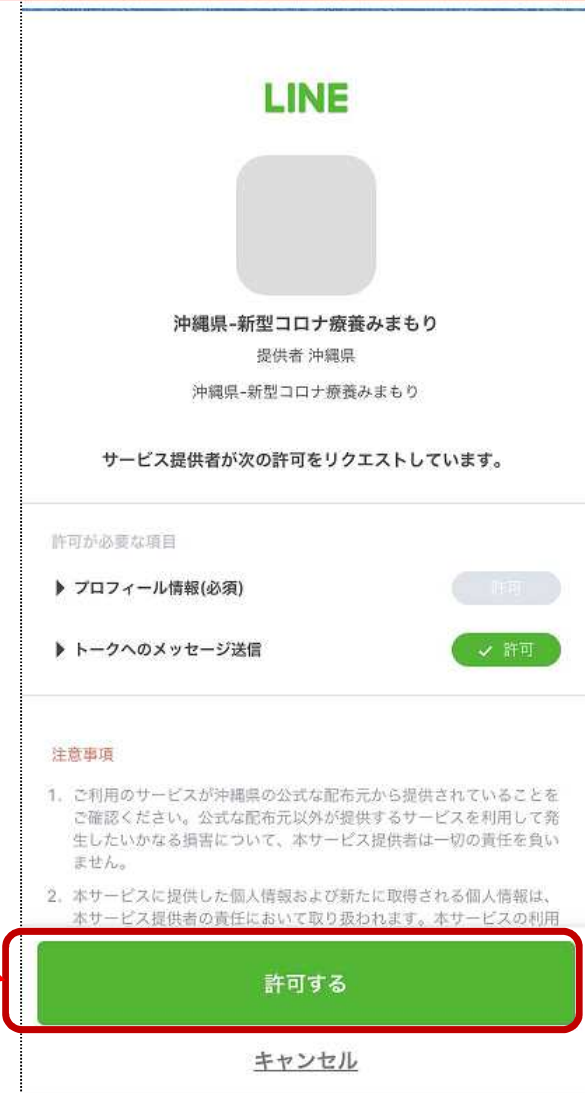 LINE
沖縄県-新型コロナ療養みまもり
提供者 沖縄県
沖縄県-新型コロナ療養みまもり
サービス提供者が次の許可をリクエストしています。
許可が必要な項目
▶ プロフィール情報(必須)
許可
▶ トークへのメッセージ送信
✓ 許可
注意事項
1. ご利用のサービスが沖縄県の公式な配布元から提供されていることを
ご確認ください。公式な配布元以外が提供するサービスを利用して発
生したいかなる損害について、本サービス提供者は一切の責任を負い
ません。
2. 本サービスに提供した個人情報および新たに取得される個人情報は、
本サービス提供者の責任において取り扱われます。本サービスの利用
許可する
キャンセル